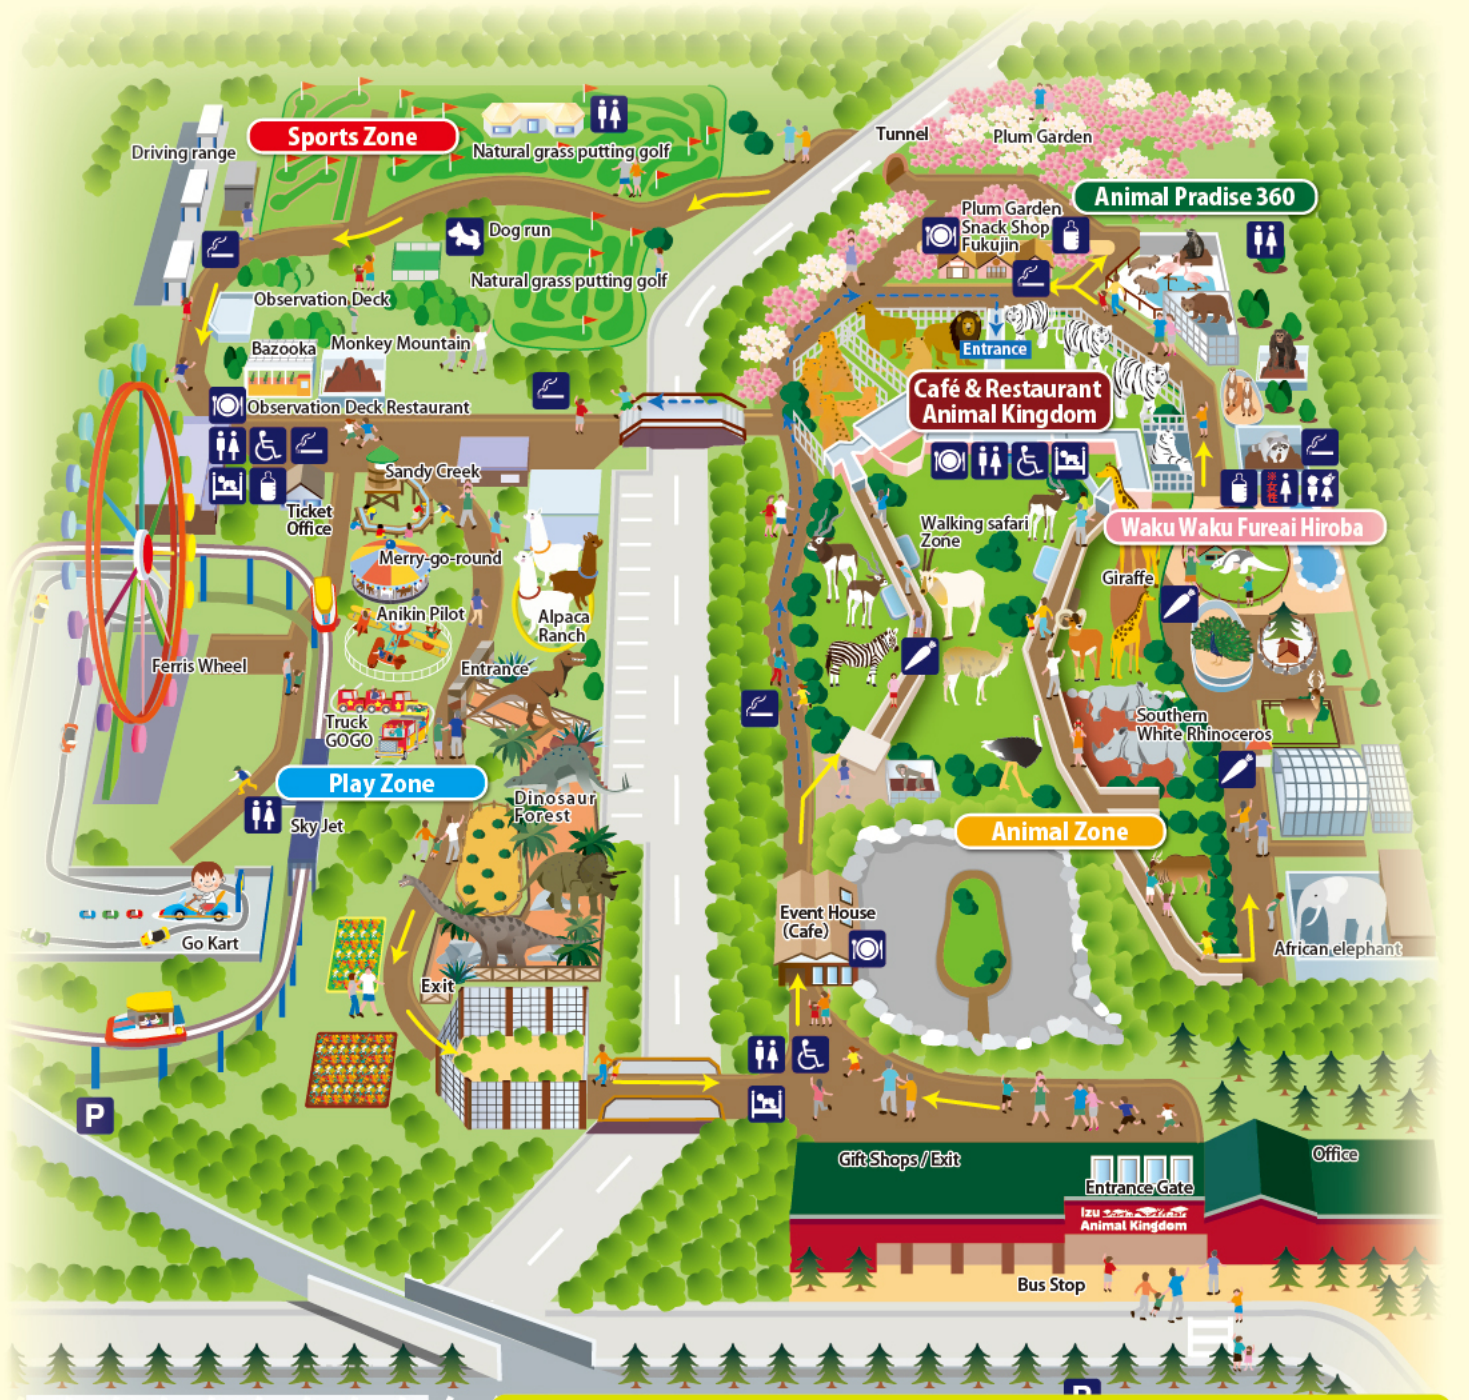 Sports Zone
Driving range
Natural grass putting golf
Tunnel
Plum Garden
Animal Pradise 360
Dog run
Plum Garden
Snack Shop
Fukujin
Natural grass putting golf
Observation Deck
Bazooka
Monkey Mountain
Entrance
Café & Restaurant
Animal Kingdom
Observation Deck Restaurant
Sandy Creek
Ticket
Office
※女性
Walking safari
Zone
Waku Waku Fureai Hiroba
Merry-go-round
Giraffe
Anikin Pilot
Alpaca
Ranch
Ferris Wheel
Entrance
Truck
GOGO
Southern
White Rhinoceros
Play Zone
Sky Jet
Dinosaur
Forest
Animal Zone
Event House
(Cafe)
Go Kart
African elephant
Exit
P
Gift Shops / Exit
Office
Entrance Gate
Izu
Animal Kingdom
Bus Stop